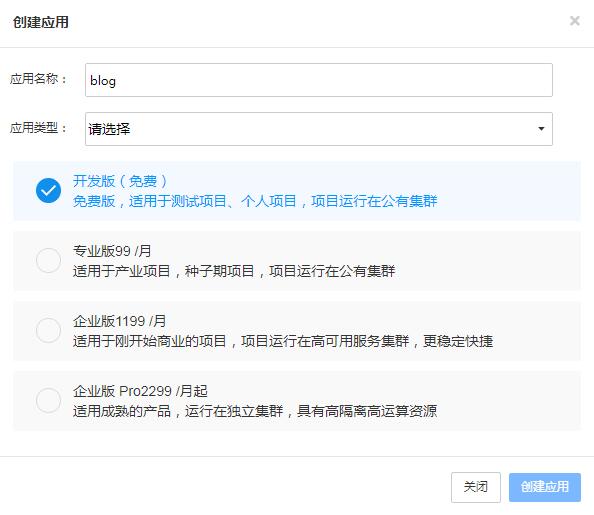 创建应用 ×
应用名称： blog
应用类型： 请选择
开发版（免费）
免费版，适用于测试项目、个人项目，项目运行在公有集群
专业版99 /月
适用于产业项目，种子期项目，项目运行在公有集群
企业版1199 /月
适用于刚开始商业的项目，项目运行在高可用服务集群，更稳定快捷
企业版 Pro2299 /月起
适用成熟的产品，运行在独立集群，具有高隔离高运算资源
关闭 创建应用